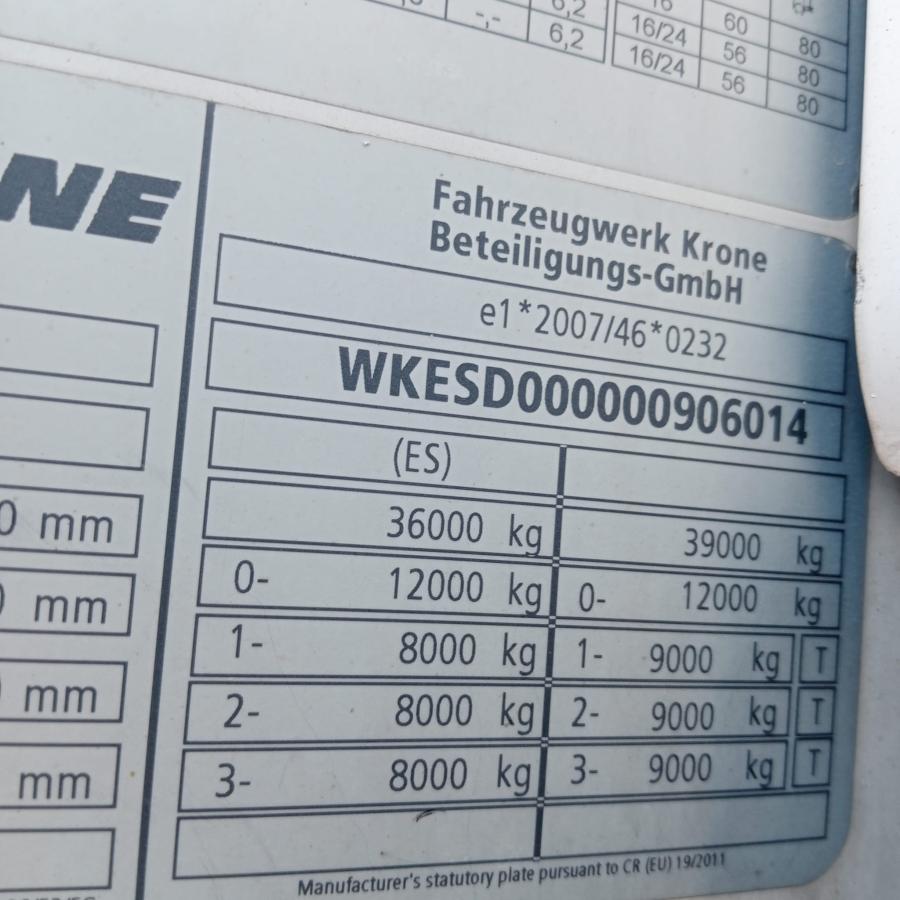 -,- 6,2 16 60
6,2 16/24 56 80
16/24 56 80
80
NE
Fahrzeugwerk Krone
Beteiligungs-GmbH
e1*2007/46*0232
WKESD000000906014
(ES)
36000 kg 39000 kg
0- 12000 kg 0- 12000 kg
1- 8000 kg 1- 9000 kg T
2- 8000 kg 2- 9000 kg T
3- 8000 kg 3- 9000 kg T
0 mm
mm
mm
mm
Manufacturer's statutory plate pursuant to CR (EU) 19/2011